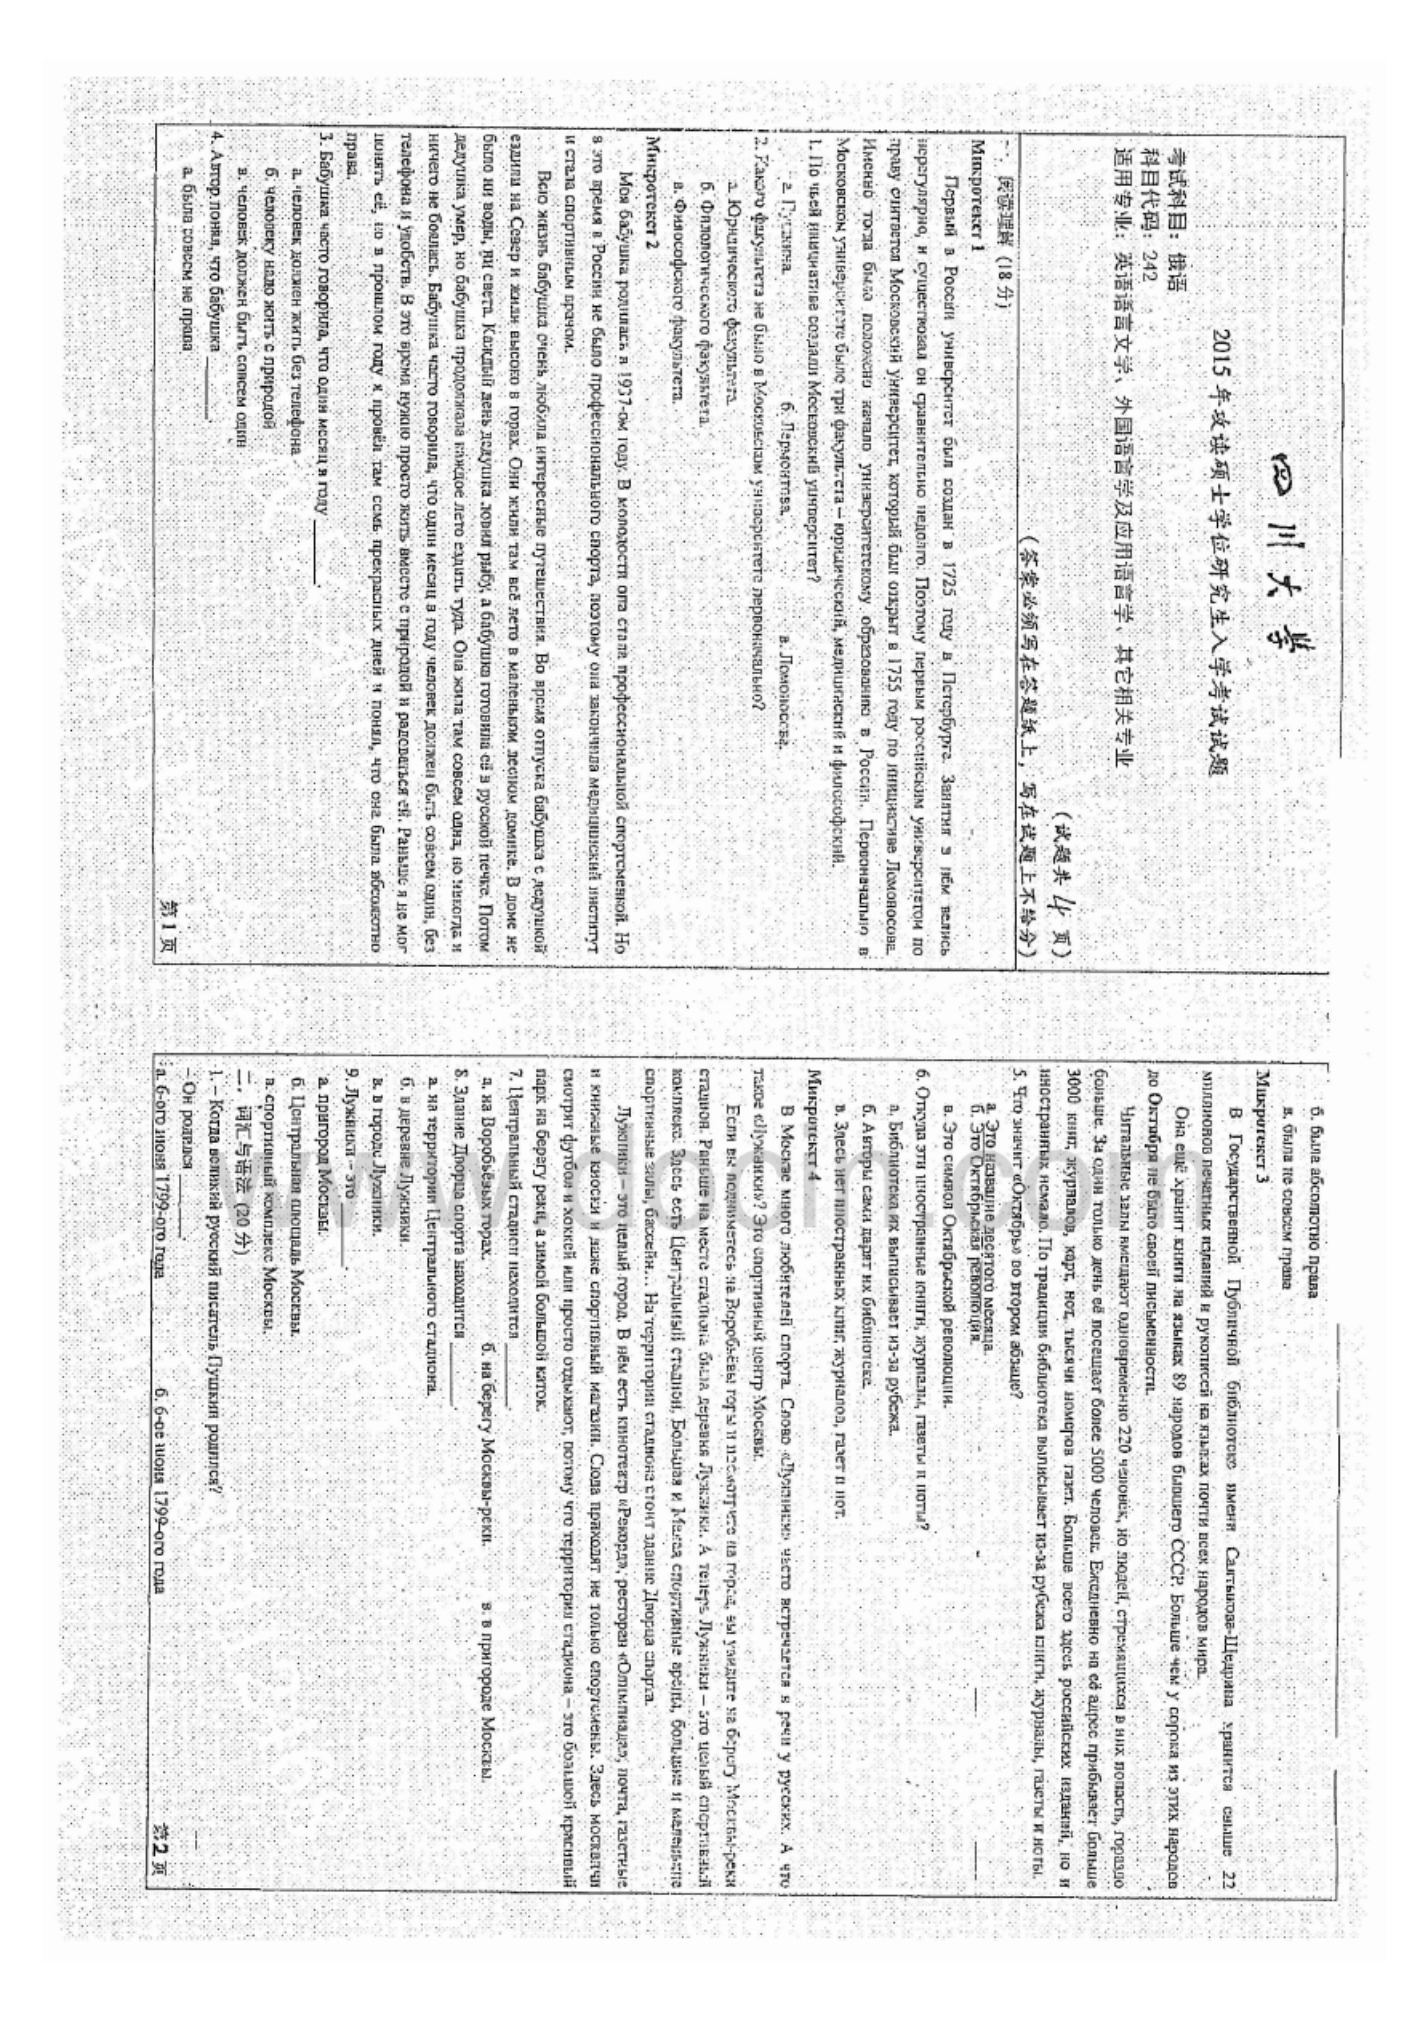 四川大学
2015年攻读硕士学位研究生入学考试试题
考试科目：俄语
科目代码：242
适用专业：英语语言文学、外国语言学及应用语言学、其它相关专业
（试题共4页）
（答案必须写在答题纸上，写在试题上不给分）
一、阅读理解（18分）
Микротекст 1
Первый в России университет был создан в 1725 году в Петербурге. Занятия в нём велись
нерегулярно, и существовал он сравнительно недолго. Поэтому первым российским университетом по
праву считается Московский университет, который был открыт в 1755 году по инициативе Ломоносова.
Именно тогда было положено начало университетскому образованию в России. Первоначально в
Московском университете было три факультета – юридический, медицинский и философский.
1. По чьей инициативе создали Московский университет?
а. Пушкина. б. Лермонтова. в. Ломоносова.
2. Какого факультета не было в Московском университете первоначально?
а. Юридического факультета.
б. Филологического факультета.
в. Философского факультета.
Микротекст 2
Моя бабушка родилась в 1937-ом году. В молодости она стала профессиональной спортсменкой. Но
в это время в России не было профессионального спорта, поэтому она закончила медицинский институт
и стала спортивным врачом.
Всю жизнь бабушка очень любила интересные путешествия. Во время отпуска бабушка с дедушкой
ездили на Север и жили высоко в горах. Они жили там всё лето в маленьком лесном домике. В доме не
было ни воды, ни света. Каждый день дедушка ловил рыбу, а бабушка готовила её в русской печке. Потом
дедушка умер, но бабушка продолжала каждое лето ездить туда. Она жила там совсем одна, но никогда и
ничего не боялась. Бабушка часто говорила, что один месяц в году человек должен быть совсем один, без
телефона и удобств. В это время нужно просто жить вместе с природой и радоваться ей. Раньше я не мог
понять её, но в прошлом году я провёл там семь прекрасных дней и понял, что она была абсолютно
права.
3. Бабушка часто говорила, что один месяц в году ______.
а. человек должен жить без телефона
б. человеку надо жить с природой
в. человек должен быть совсем один
4. Автор понял, что бабушка ______.
а. была совсем не права
第1页
б. была абсолютно права
в. была не совсем права
Микротекст 3
В Государственной Публичной библиотеке имени Салтыкова-Щедрина хранится свыше 22
миллионов печатных изданий и рукописей на языках почти всех народов мира.
Она ещё хранит книги на языках 89 народов бывшего СССР. Больше чем у сорока из этих народов
до Октября не было своей письменности.
Читальные залы вмещают одновременно 220 человек, но людей, стремящихся в них попасть, гораздо
больше. За один только день её посещает более 5000 человек. Ежедневно на её адрес прибывает больше
3000 книг, журналов, карт, нот, тысячи номеров газет. Больше всего здесь российских изданий, но и
иностранных немало. По традиции библиотека выписывает из-за рубежа книги, журналы, газеты и ноты.
5. Что значит «Октябрь» во втором абзаце?
а. Это название десятого месяца.
б. Это Октябрьская революция.
в. Это символ Октябрьской революции.
6. Откуда эти иностранные книги, журналы, газеты и ноты?
а. Библиотека их выписывает из-за рубежа.
б. Авторы сами дарят их библиотеке.
в. Здесь нет иностранных книг, журналов, газет и нот.
Микротекст 4
В Москве много любителей спорта. Слово «Лужники» часто встречается в речи у русских. А что
такое «Лужники»? Это спортивный центр Москвы.
Если вы подниметесь на Воробьёвы горы и посмотрите на город, вы увидите на берегу Москвы-реки
стадион. Раньше на месте стадиона была деревня Лужники. А теперь Лужники – это целый спортивный
комплекс. Здесь есть Центральный стадион, Большая и Малая спортивные арены, большие и маленькие
спортивные залы, бассейн... На территории стадиона стоит здание Дворца спорта.
Лужники – это целый город. В нём есть кинотеатр «Рекорд», ресторан «Олимпиада», почта, газетные
и книжные киоски и даже спортивный магазин. Сюда приходят не только спортсмены. Здесь москвичи
смотрят футбол и хоккей или просто отдыхают, потому что территория стадиона – это большой красивый
парк на берегу реки, а зимой большой каток.
7. Центральный стадион находится ______
а. на Воробьёвых горах. б. на берегу Москвы-реки. в. в пригороде Москвы.
8. Здание Дворца спорта находится ______
а. на территории Центрального стадиона.
б. в деревне Лужники.
в. в городе Лужники.
9. Лужники – это ______.
а. пригород Москвы.
б. Центральная площадь Москвы.
в. спортивный комплекс Москвы.
二、词汇与语法（20分）
1. – Когда великий русский писатель Пушкин родился?
– Он родился ______.
а. 6-ого июня 1799-ого года б. 6-ое июня 1799-ого года
第2页